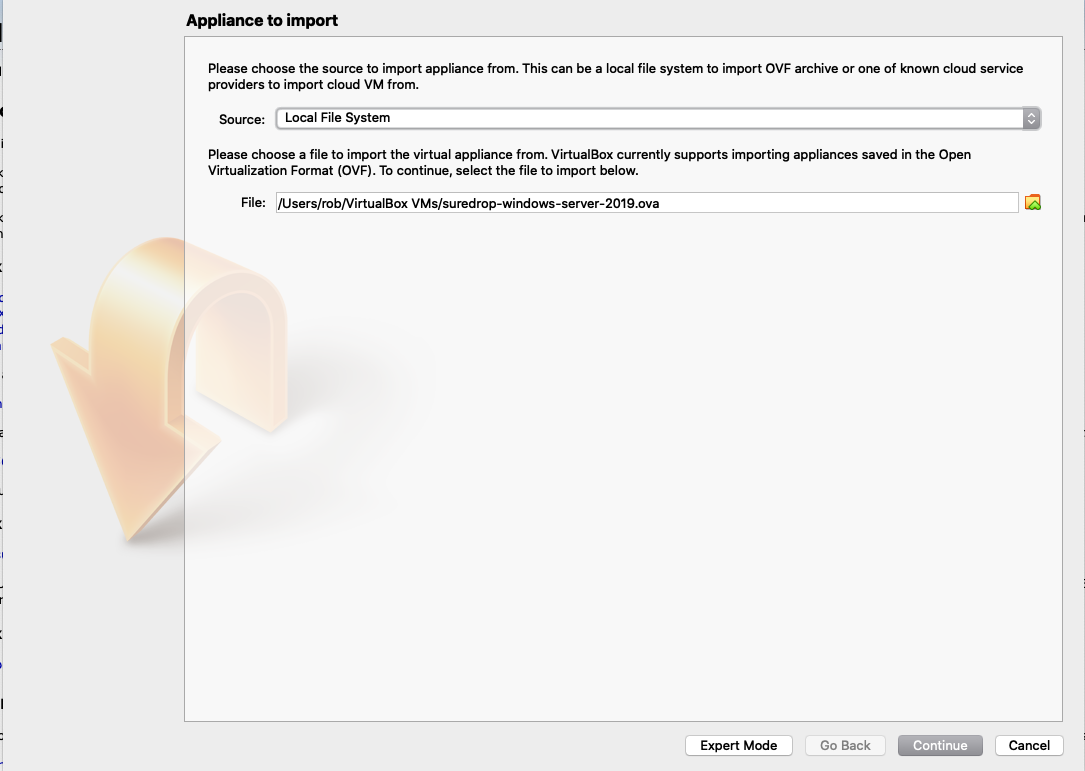 Appliance to import
Please choose the source to import appliance from. This can be a local file system to import OVF archive or one of known cloud service
providers to import cloud VM from.
Source: Local File System
Please choose a file to import the virtual appliance from. VirtualBox currently supports importing appliances saved in the Open
Virtualization Format (OVF). To continue, select the file to import below.
File: /Users/rob/VirtualBox VMs/suredrop-windows-server-2019.ova
Expert Mode Go Back Continue Cancel